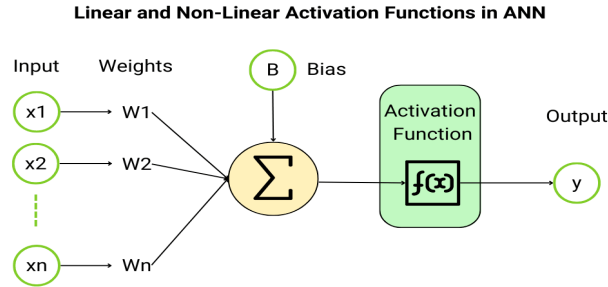 Linear and Non-Linear Activation Functions in ANN
Input
Weights
B
Bias
x1
W1
x2
W2
xn
Wn
Σ
Activation
Function
f(x)
Output
y